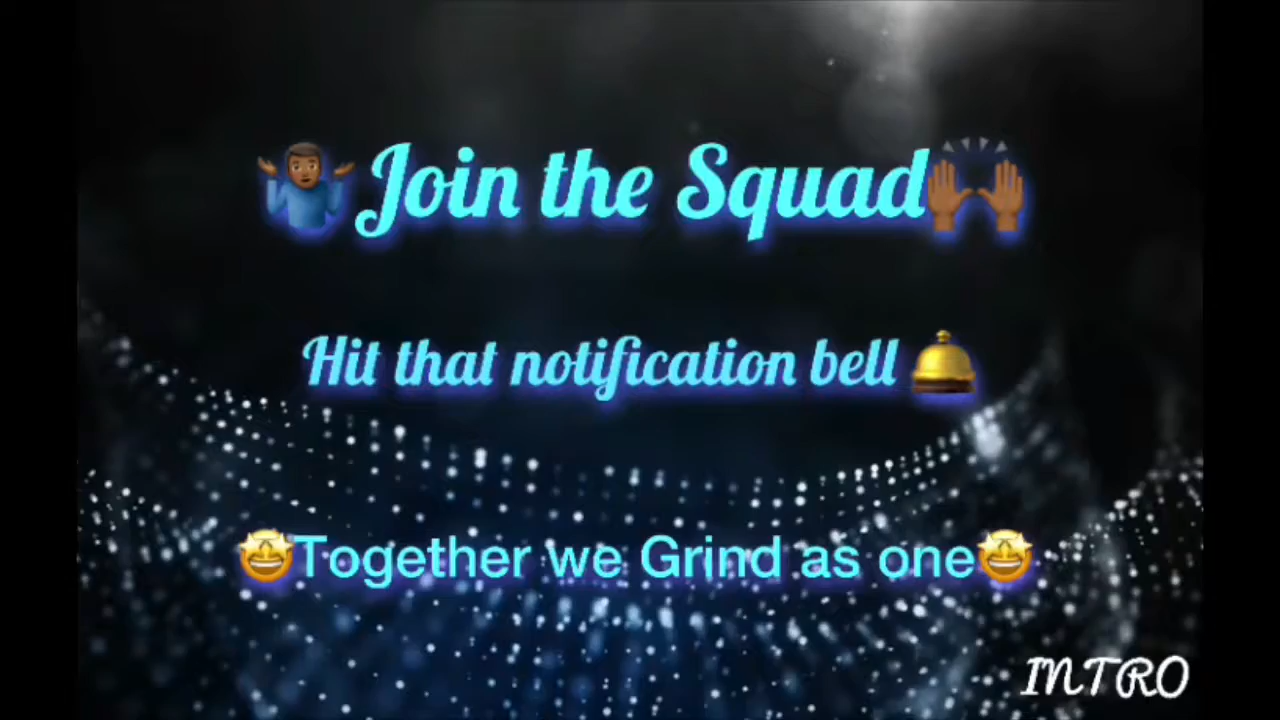 🤷🏾‍♂️Join the Squad🙌🏾
Hit that notification bell 🛎️
🤩Together we Grind as one🤩
INTRO